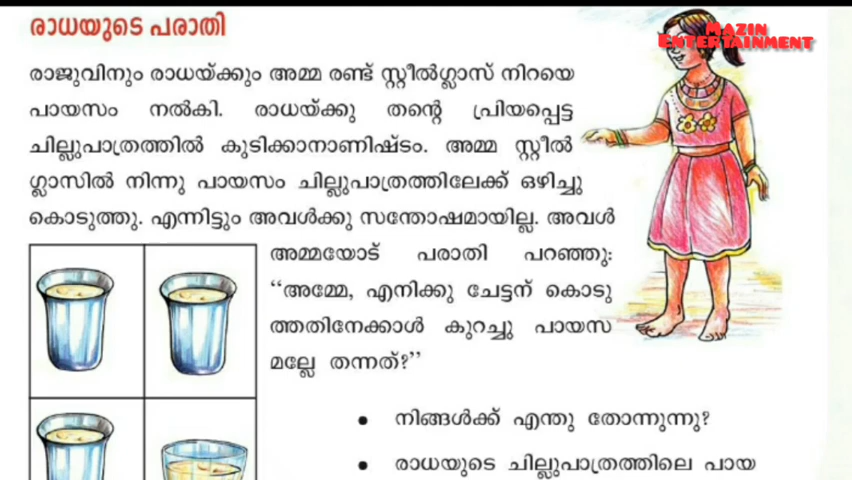 രാധയുടെ പരാതി
MAZIN
ENTERTAINMENT
രാജുവിനും രാധയ്ക്കും അമ്മ രണ്ട് സ്റ്റീൽഗ്ലാസ് നിറയെ
പായസം നൽകി. രാധയ്ക്കു തന്റെ പ്രിയപ്പെട്ട
ചില്ലുപാത്രത്തിൽ കുടിക്കാനാണിഷ്ടം. അമ്മ സ്റ്റീൽ
ഗ്ലാസിൽ നിന്നു പായസം ചില്ലുപാത്രത്തിലേക്ക് ഒഴിച്ചു
കൊടുത്തു. എന്നിട്ടും അവൾക്കു സന്തോഷമായില്ല. അവൾ
അമ്മയോട് പരാതി പറഞ്ഞു:
“അമ്മേ, എനിക്കു ചേട്ടന് കൊടു
ത്തതിനേക്കാൾ കുറച്ചു പായസ
മല്ലേ തന്നത്?”
• നിങ്ങൾക്ക് എന്തു തോന്നുന്നു?
• രാധയുടെ ചില്ലുപാത്രത്തിലെ പായ